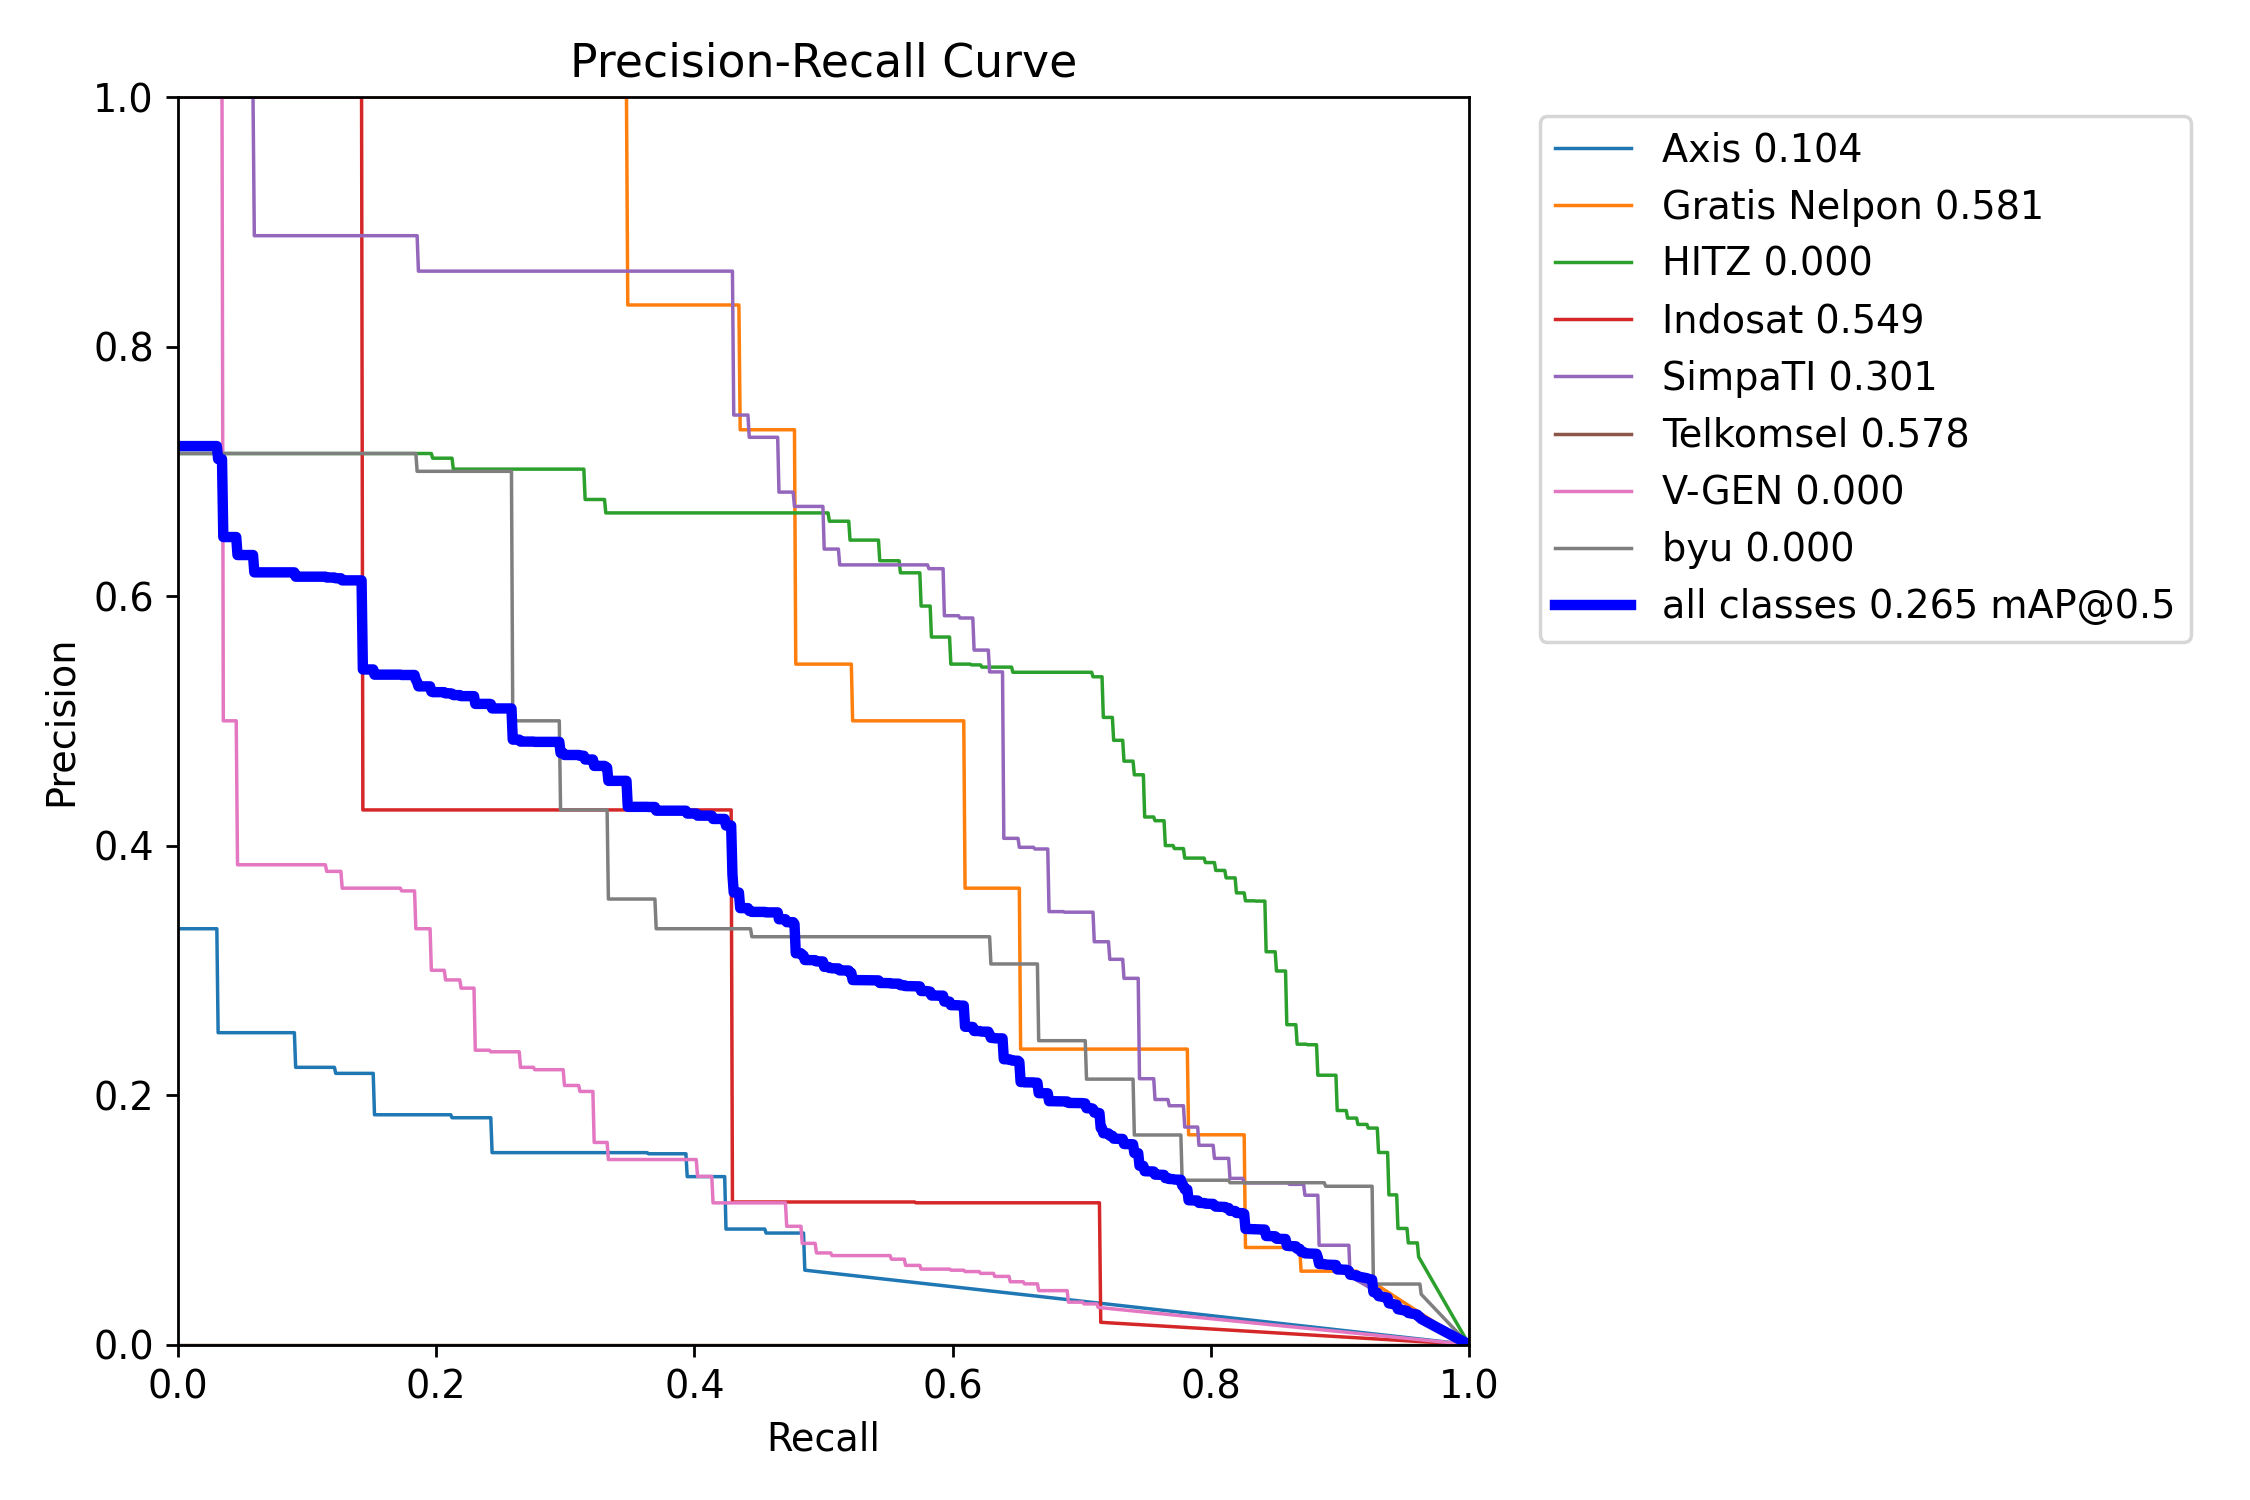 Precision-Recall Curve
1.0
0.8
0.6
0.4
0.2
0.0
Precision
0.0 0.2 0.4 0.6 0.8 1.0
Recall
Axis 0.104
Gratis Nelpon 0.581
HITZ 0.000
Indosat 0.549
SimpaTI 0.301
Telkomsel 0.578
V-GEN 0.000
byu 0.000
all classes 0.265 mAP@0.5